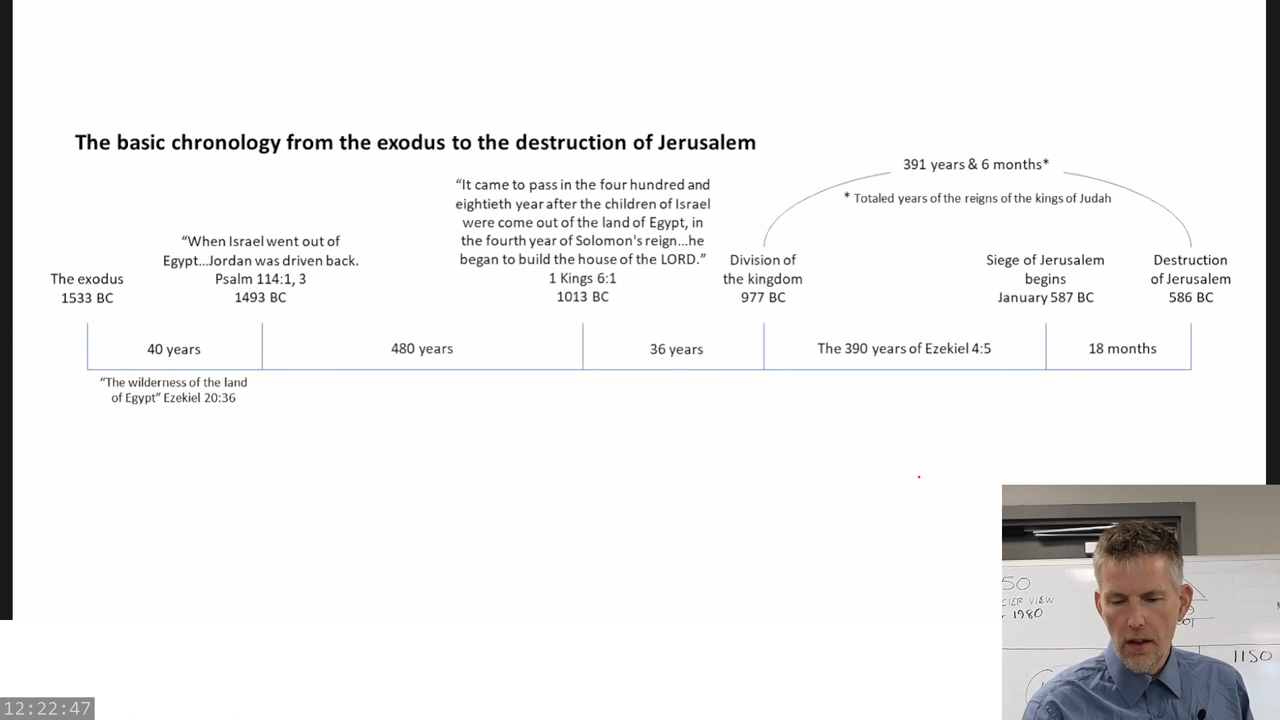 The basic chronology from the exodus to the destruction of Jerusalem
391 years & 6 months*
* Totaled years of the reigns of the kings of Judah
The exodus
1533 BC
“When Israel went out of
Egypt...Jordan was driven back.
Psalm 114:1, 3
1493 BC
“It came to pass in the four hundred and
eightieth year after the children of Israel
were come out of the land of Egypt, in
the fourth year of Solomon's reign...he
began to build the house of the LORD.”
1 Kings 6:1
1013 BC
Division of
the kingdom
977 BC
Siege of Jerusalem
begins
January 587 BC
Destruction
of Jerusalem
586 BC
40 years
480 years
36 years
The 390 years of Ezekiel 4:5
18 months
“The wilderness of the land
of Egypt” Ezekiel 20:36
50
VIEW
1980
1150
12:22:47